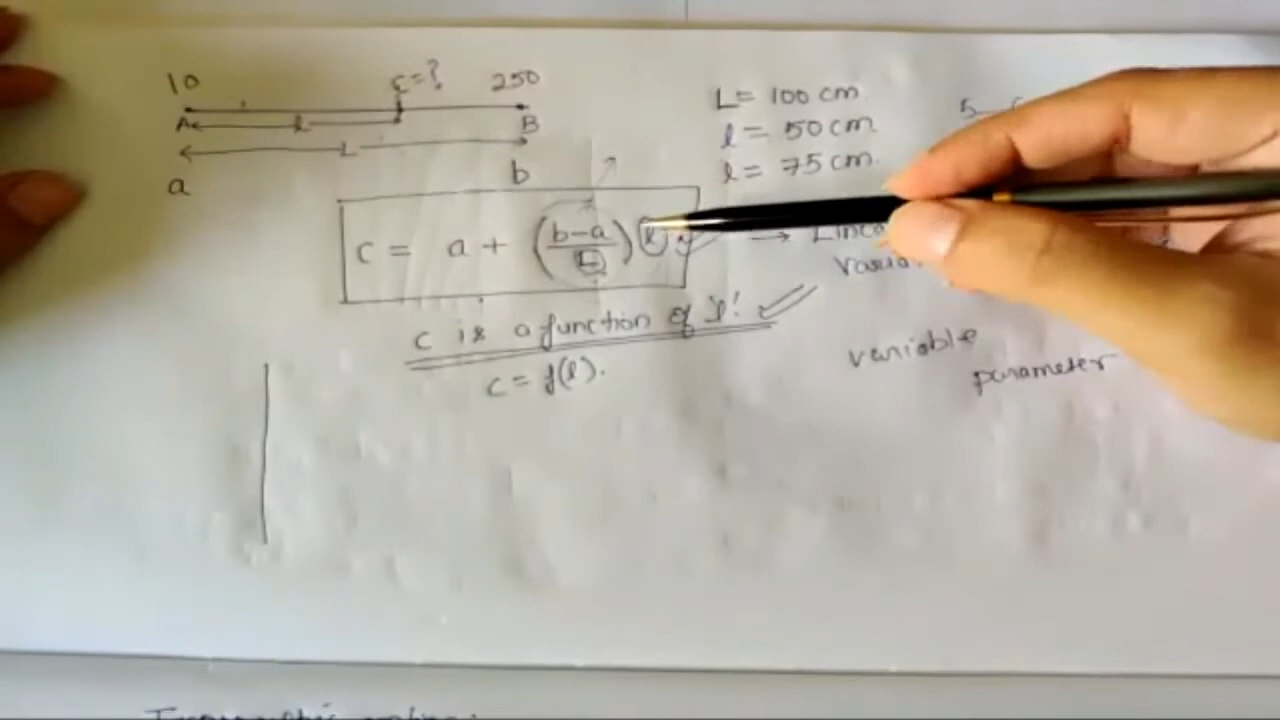 10 c=? 250
A l B
L
a b
L = 100 cm
l = 50 cm
l = 75 cm.
c = a + (b-a / L) l
→
c is a function of 'l'!
c = f(l).
variable
parameter